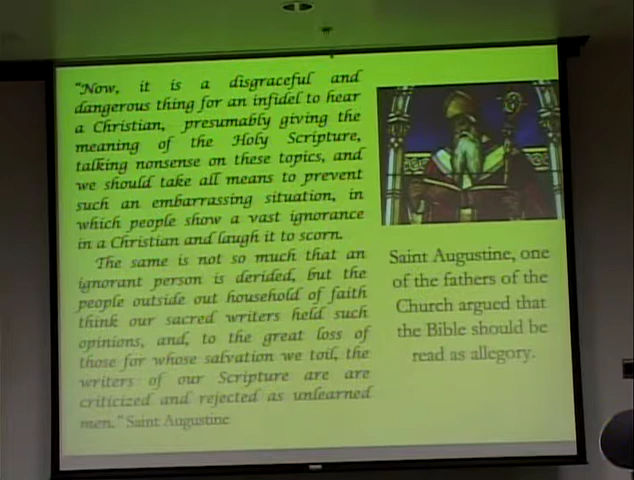 "Now, it is a disgraceful and
dangerous thing for an infidel to hear
a Christian, presumably giving the
meaning of the Holy Scripture,
talking nonsense on these topics, and
we should take all means to prevent
such an embarrassing situation, in
which people show a vast ignorance
in a Christian and laugh it to scorn.
The same is not so much that an
ignorant person is derided, but the
people outside out household of faith
think our sacred writers held such
opinions, and, to the great loss of
those for whose salvation we toil, the
writers of our Scripture are are
criticized and rejected as unlearned
men." Saint Augustine
Saint Augustine, one
of the fathers of the
Church argued that
the Bible should be
read as allegory.